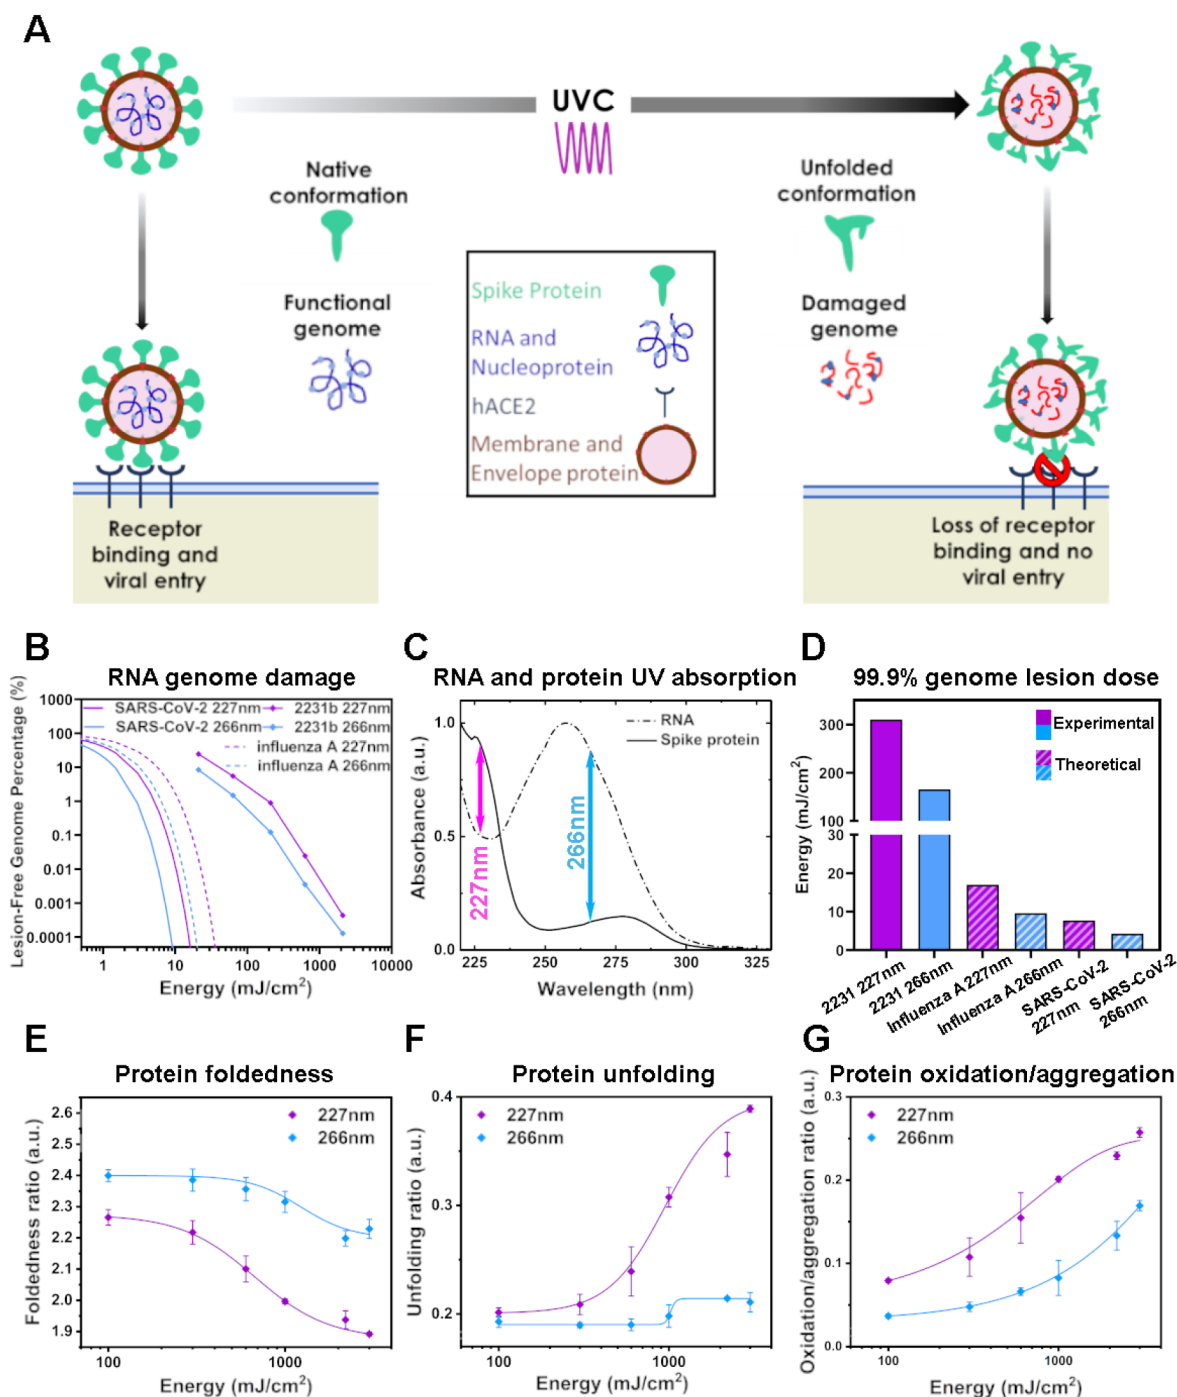 A
UVC
Native
conformation
Unfolded
conformation
Functional
genome
Damaged
genome
Spike Protein
RNA and
Nucleoprotein
hACE2
Membrane and
Envelope protein
Receptor
binding and
viral entry
Loss of receptor
binding and no
viral entry
B
RNA genome damage
Lesion-Free Genome Percentage (%)
1000
100
10
1
0.1
0.01
0.001
0.0001
SARS-CoV-2 227nm
SARS-CoV-2 266nm
2231b 227nm
2231b 266nm
influenza A 227nm
influenza A 266nm
1
10
100
1000
10000
Energy (mJ/cm²)
C
RNA and protein UV absorption
Absorbance (a.u.)
1.0
0.5
0.0
RNA
Spike protein
227nm
266nm
225
250
275
300
325
Wavelength (nm)
D
99.9% genome lesion dose
Energy (mJ/cm²)
300
200
100
30
20
10
0
Experimental
Theoretical
2231 227nm
2231 266nm
Influenza A 227nm
Influenza A 266nm
SARS-CoV-2
227nm
SARS-CoV-2
266nm
E
Protein foldedness
Foldedness ratio (a.u.)
2.6
2.5
2.4
2.3
2.2
2.1
2.0
1.9
227nm
266nm
100
1000
Energy (mJ/cm²)
F
Protein unfolding
Unfolding ratio (a.u.)
0.4
0.3
0.2
227nm
266nm
100
1000
Energy (mJ/cm²)
G
Protein oxidation/aggregation
Oxidation/aggregation ratio (a.u.)
0.3
0.2
0.1
0.0
227nm
266nm
100
1000
Energy (mJ/cm²)